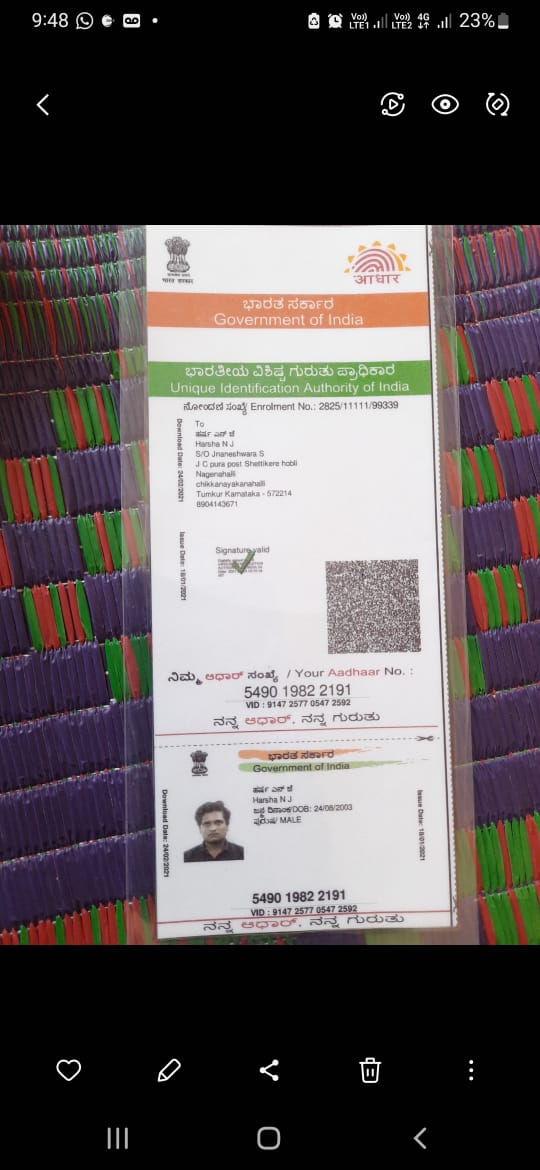 9:48
Vo) LTE1 Vo) LTE2 4G 23%
भारत सरकार
आधार
ಭಾರತ ಸರ್ಕಾರ
Government of India
ಭಾರತೀಯ ವಿಶಿಷ್ಟ ಗುರುತು ಪ್ರಾಧಿಕಾರ
Unique Identification Authority of India
ನೋಂದಣಿ ಸಂಖ್ಯೆ/ Enrolment No.: 2825/11111/99339
Download Date: 24/02/2021
To
ಹರ್ಷ ಎನ್ ಜೆ
Harsha N J
S/O Jnaneshwara S
J C pura post Shettikere hobli
Nagenahalli
chikkanayakanahalli
Tumkur Karnataka - 572214
8904143671
Issue Date: 19/01/2021
Signature valid
ನಿಮ್ಮ ಆಧಾರ್ ಸಂಖ್ಯೆ / Your Aadhaar No. :
5490 1982 2191
VID : 9147 2577 0547 2592
ನನ್ನ ಆಧಾರ್, ನನ್ನ ಗುರುತು
ಭಾರತ ಸರ್ಕಾರ
Government of India
Download Date: 24/02/2021
ಹರ್ಷ ಎನ್ ಜೆ
Harsha N J
ಜನ್ಮ ದಿನಾಂಕ/DOB: 24/08/2003
ಪುರುಷ/ MALE
Issue Date: 19/01/2021
5490 1982 2191
VID : 9147 2577 0547 2592
ನನ್ನ ಆಧಾರ್, ನನ್ನ ಗುರುತು